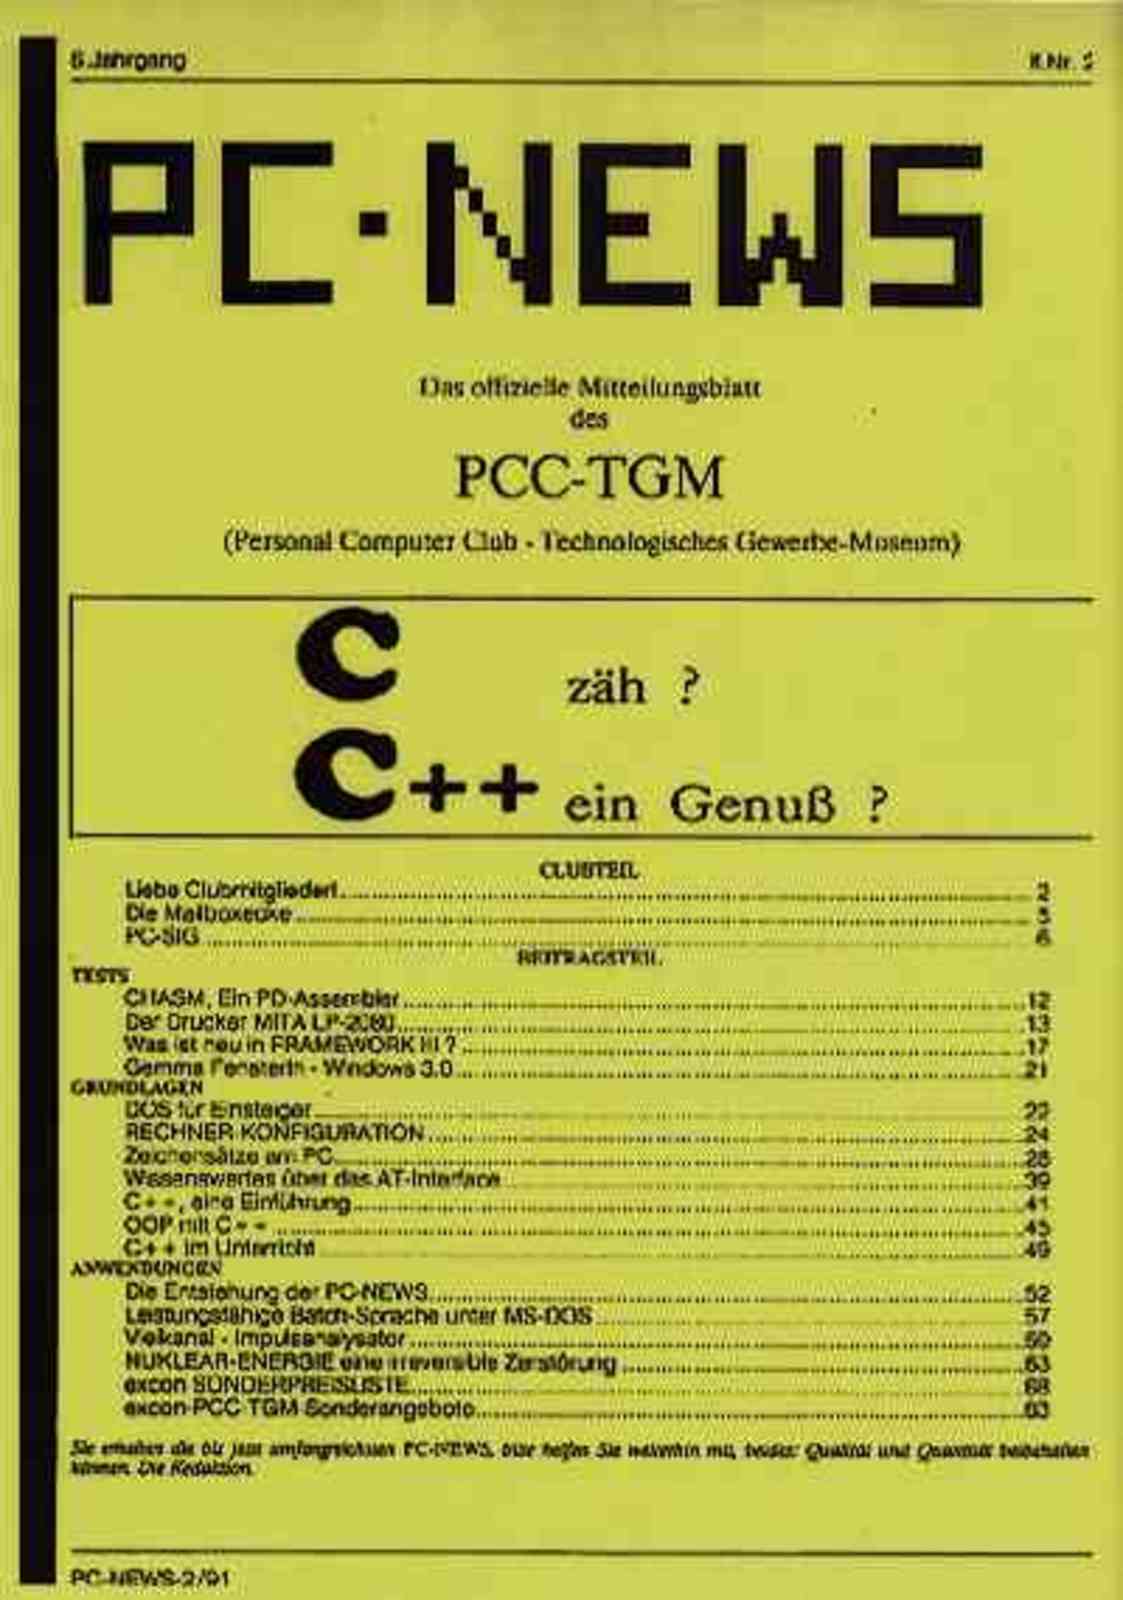 6.Jahrgang
PC·NEWS
Das offizielle Mitteilungsblatt
des
PCC-TGM
(Personal Computer Club - Technologisches Gewerbe-Museum)
C zäh ?
C++ ein Genuß ?
CLUBTEIL
Liebe Clubmitglieder! 2
Die Mailboxecke
PC-SIG 6
BEITRAGSTEIL
TESTS
CHASM, Ein PD-Assembler 12
Der Drucker MITA LP-2080 13
Was ist neu in FRAMEWORK III ? 17
Gemma Fensterln - Windows 3.0 21
GRUNDLAGEN
DOS für Einsteiger 22
RECHNER KONFIGURATION 24
Zeichensätze am PC 28
Wissenswertes über das AT-Interface 39
C++, eine Einführung 41
OOP mit C++ 45
C++ im Unterricht 49
ANWENDUNGEN
Die Entstehung der PC-NEWS 52
Leistungsfähige Batch-Sprache unter MS-DOS 57
Vielkanal - Impulsanalysator
NUKLEAR-ENERGIE eine irreversible Zerstörung 63
excon SONDERPREISLISTE 68
excon-PCC TGM Sonderangebote
Sie erhalten die bis jetzt umfangreichsten PC-NEWS, bitte helfen Sie weiterhin mit, beides: Qualität und Quantität beibehalten
können. Die Redaktion.
PC-NEWS-2/91